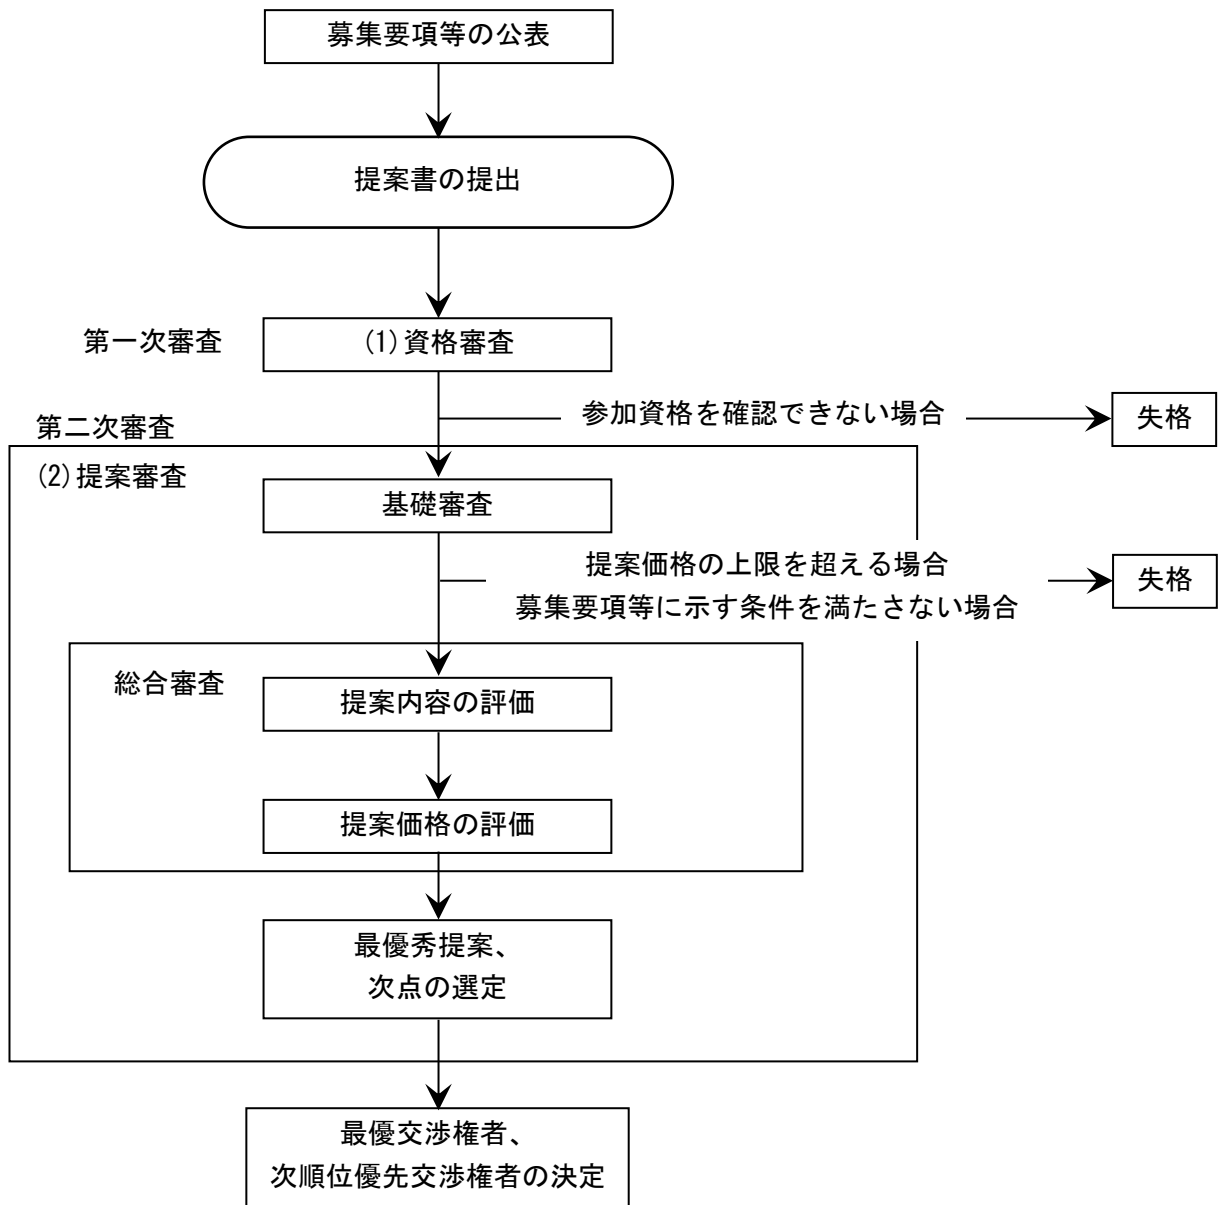 募集要項等の公表
提案書の提出
第一次審査
(1)資格審査
参加資格を確認できない場合
失格
第二次審査
(2)提案審査
基礎審査
提案価格の上限を超える場合
募集要項等に示す条件を満たさない場合
失格
総合審査
提案内容の評価
提案価格の評価
最優秀提案、
次点の選定
最優交渉権者、
次順位優先交渉権者の決定